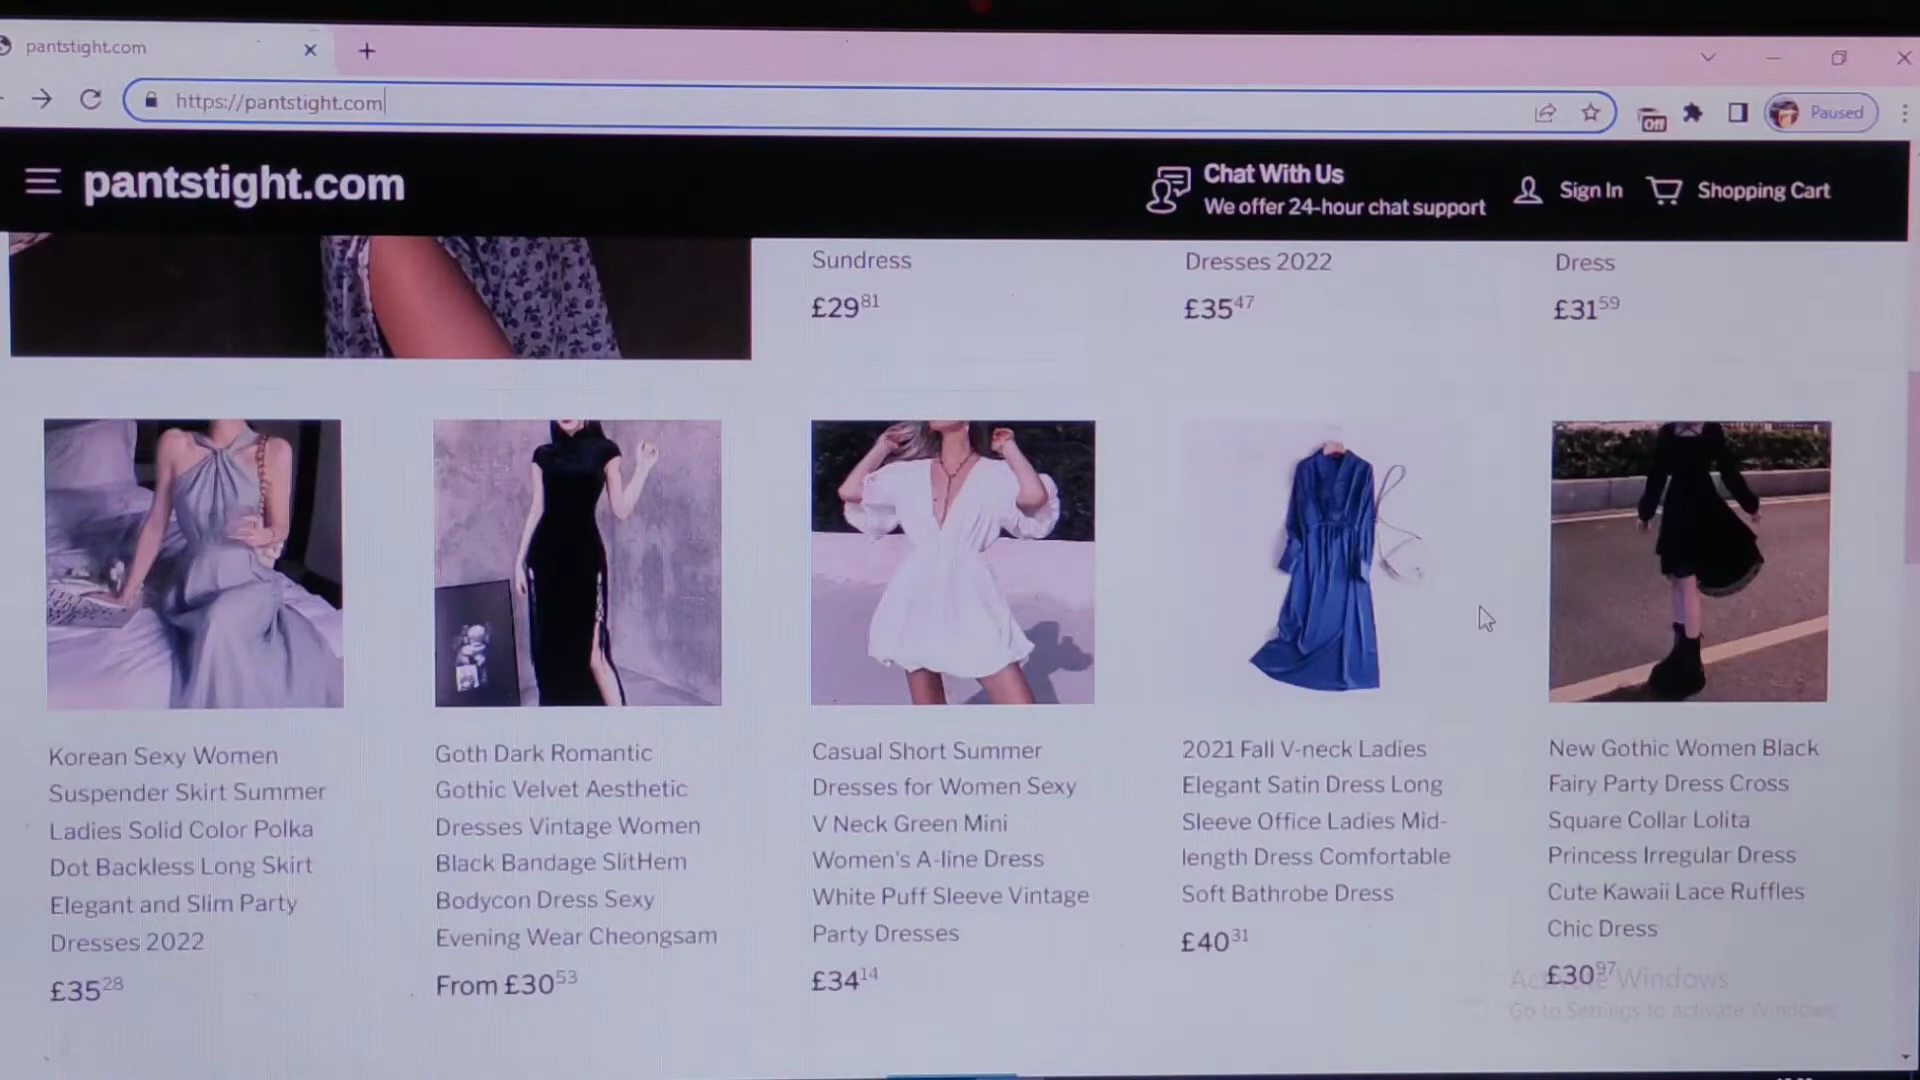 pantstight.com
https://pantstight.com
Off
Paused
pantstight.com
Chat With Us
We offer 24-hour chat support
Sign In
Shopping Cart
Sundress
£29 81
Dresses 2022
£35 47
Dress
£31 59
Korean Sexy Women
Suspender Skirt Summer
Ladies Solid Color Polka
Dot Backless Long Skirt
Elegant and Slim Party
Dresses 2022
£35 28
Goth Dark Romantic
Gothic Velvet Aesthetic
Dresses Vintage Women
Black Bandage SlitHem
Bodycon Dress Sexy
Evening Wear Cheongsam
From £30 53
Casual Short Summer
Dresses for Women Sexy
V Neck Green Mini
Women's A-line Dress
White Puff Sleeve Vintage
Party Dresses
£34 14
2021 Fall V-neck Ladies
Elegant Satin Dress Long
Sleeve Office Ladies Mid-
length Dress Comfortable
Soft Bathrobe Dress
£40 31
New Gothic Women Black
Fairy Party Dress Cross
Square Collar Lolita
Princess Irregular Dress
Cute Kawaii Lace Ruffles
Chic Dress
£30 97
Activate Windows
Go to Settings to activate Windows.